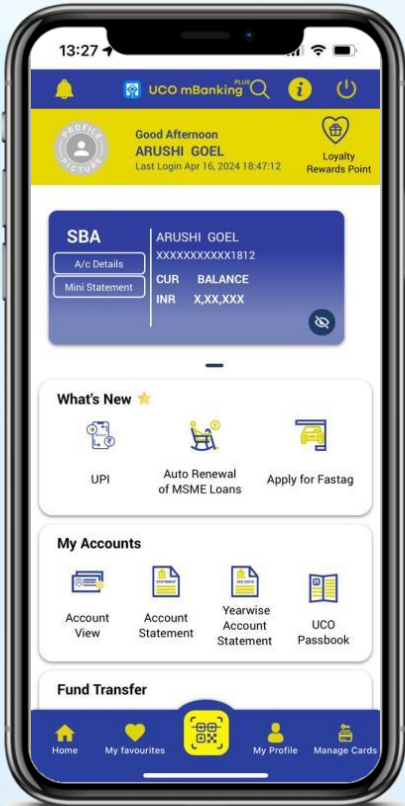 13:27
UCO mBanking PLUS
i
PROFILE
PICTURE
Good Afternoon
ARUSHI GOEL
Last Login Apr 16, 2024 18:47:12
Loyalty
Rewards Point
SBA
A/c Details
Mini Statement
ARUSHI GOEL
XXXXXXXXXXX1812
CUR BALANCE
INR X,XX,XXX
What's New
UPI
Auto Renewal
of MSME Loans
Apply for Fastag
My Accounts
STATEMENT
Account
View
Account
Statement
Yearwise
Account
Statement
UCO
Passbook
Fund Transfer
Home
My favourites
My Profile
Manage Cards